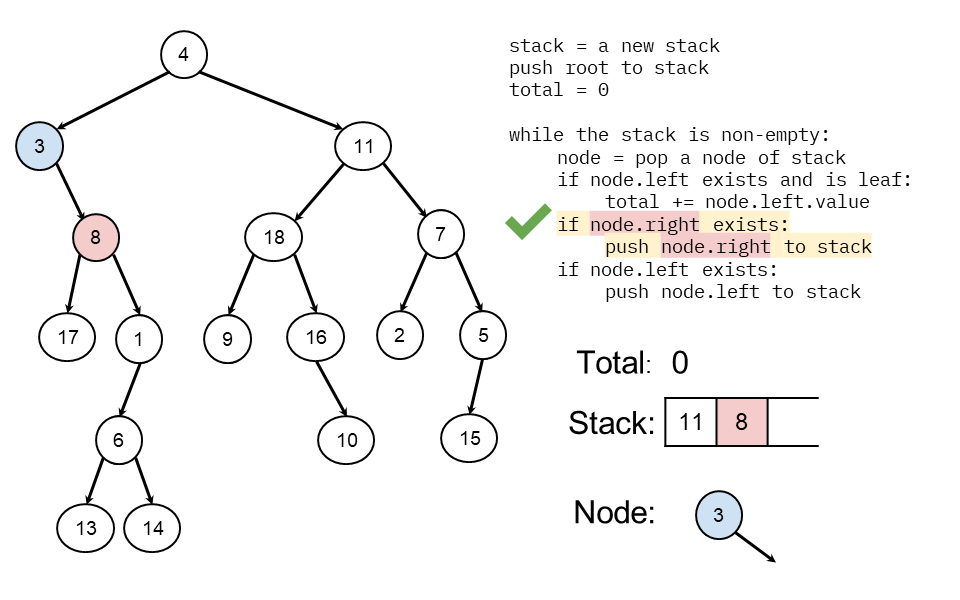 4
3
11
8
18
7
17
1
9
16
2
5
6
10
15
13
14
stack = a new stack
push root to stack
total = 0
while the stack is non-empty:
node = pop a node of stack
if node.left exists and is leaf:
total += node.left.value
if node.right exists:
push node.right to stack
if node.left exists:
push node.left to stack
Total: 0
Stack: 11 8
Node: 3